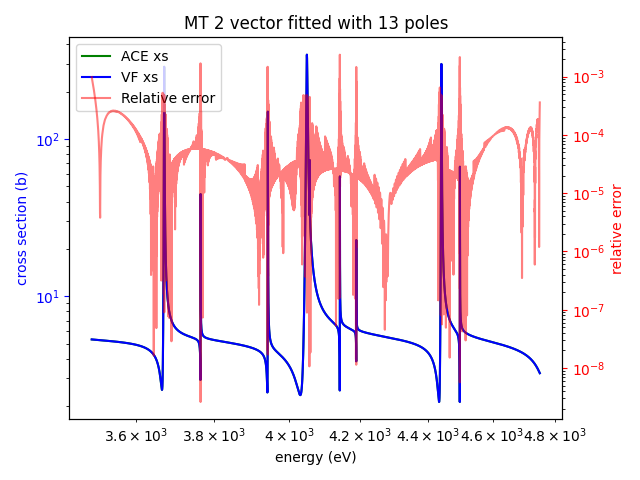 MT 2 vector fitted with 13 poles
ACE xs
VF xs
Relative error
cross section (b)
10²
10¹
relative error
10⁻³
10⁻⁴
10⁻⁵
10⁻⁶
10⁻⁷
10⁻⁸
3.6 × 10³ 3.8 × 10³ 4 × 10³ 4.2 × 10³ 4.4 × 10³ 4.6 × 10³ 4.8 × 10³
energy (eV)